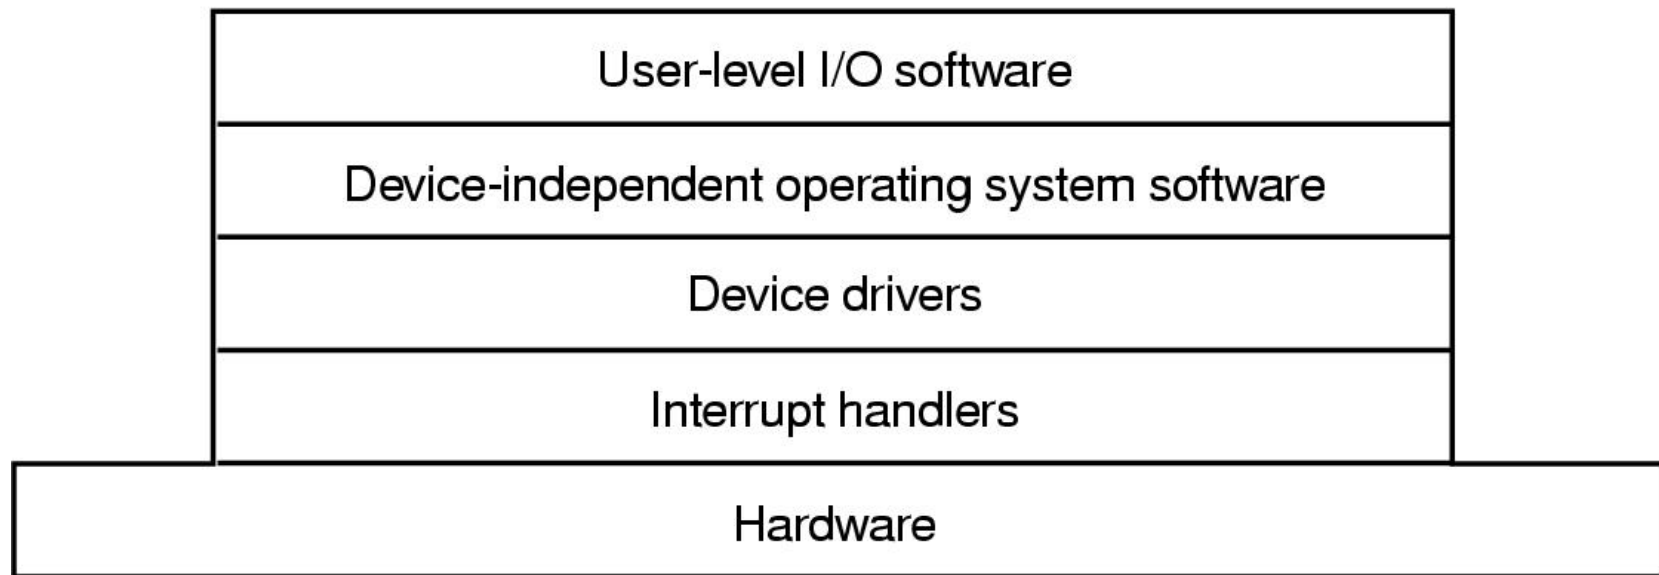 User-level I/O software
Device-independent operating system software
Device drivers
Interrupt handlers
Hardware